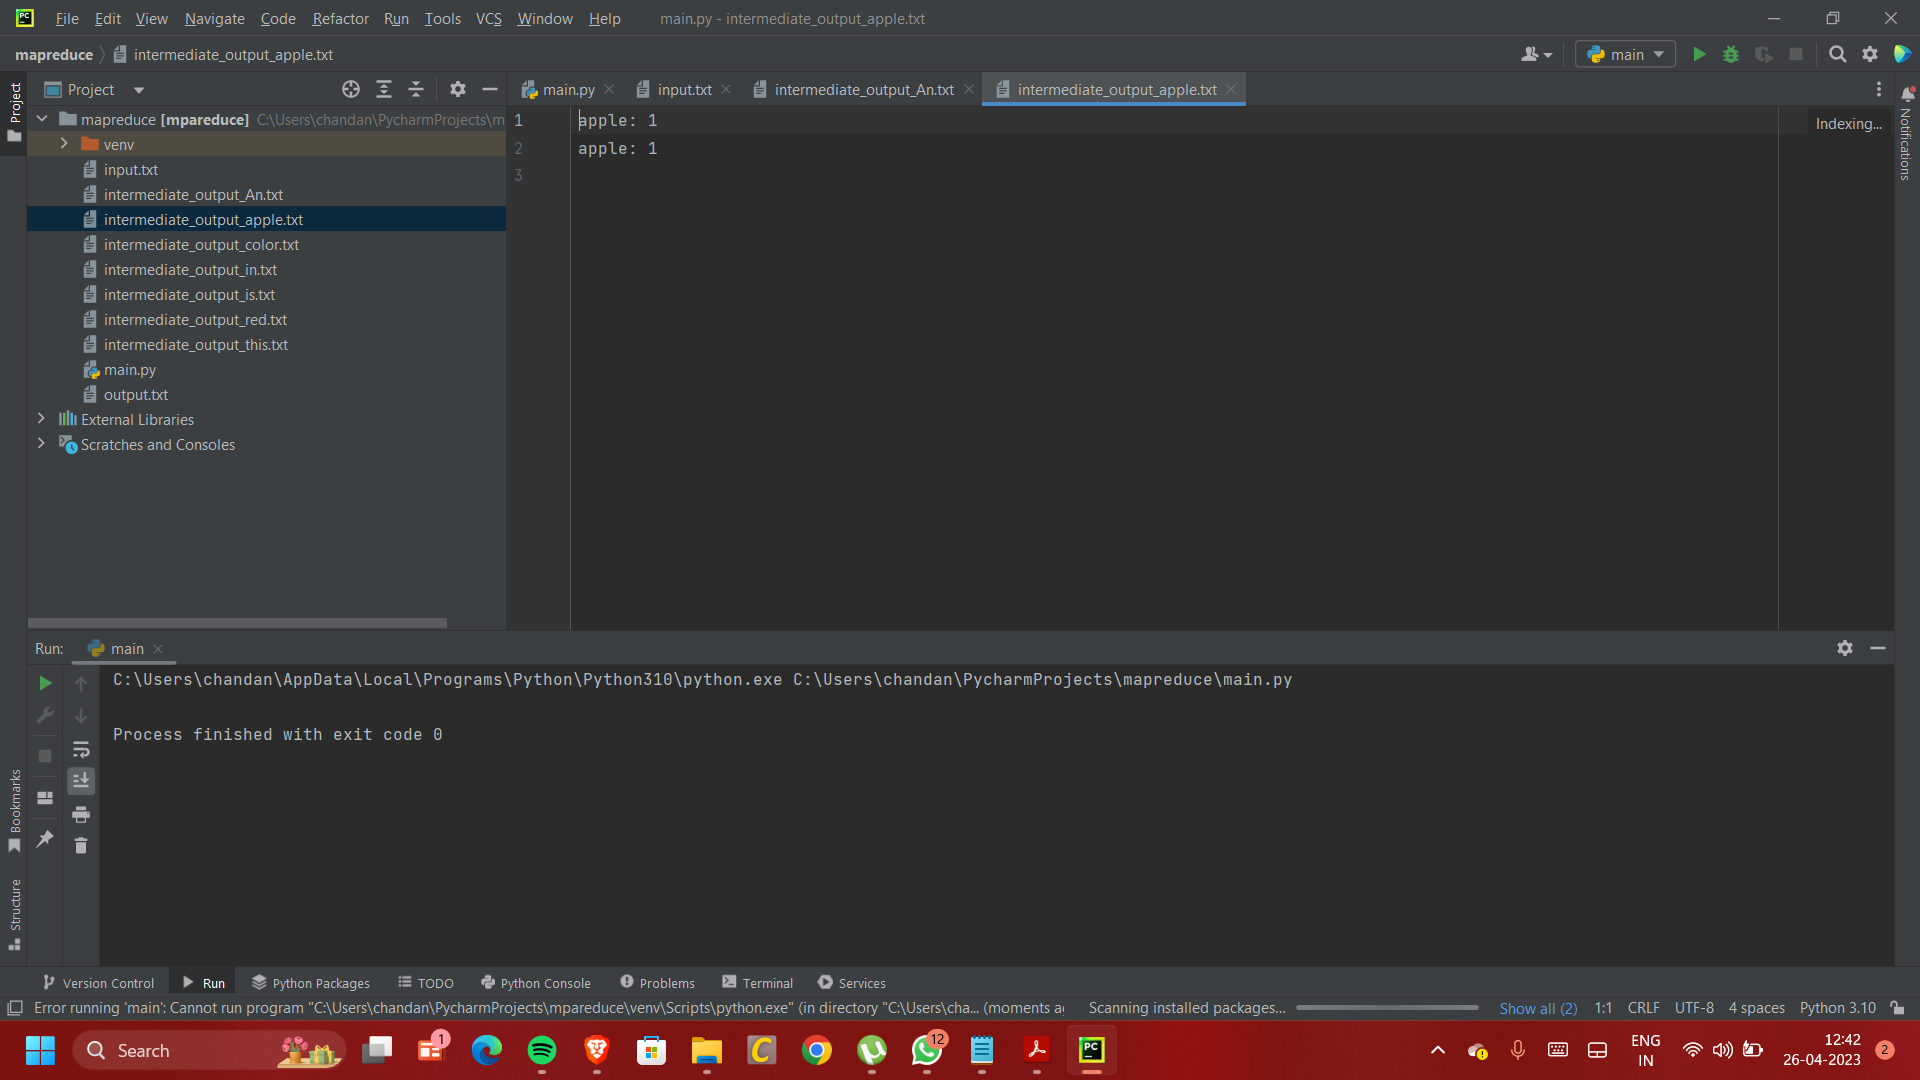 File Edit View Navigate Code Refactor Run Tools VCS Window Help main.py - intermediate_output_apple.txt
mapreduce intermediate_output_apple.txt
main
Project
Project
main.py
input.txt
intermediate_output_An.txt
intermediate_output_apple.txt
mapreduce [mpareduce] C:\Users\chandan\PycharmProjects\m
venv
input.txt
intermediate_output_An.txt
intermediate_output_apple.txt
intermediate_output_color.txt
intermediate_output_in.txt
intermediate_output_is.txt
intermediate_output_red.txt
intermediate_output_this.txt
main.py
output.txt
External Libraries
Scratches and Consoles
1 apple: 1
2 apple: 1
3
Indexing...
Notifications
Run: main
C:\Users\chandan\AppData\Local\Programs\Python\Python310\python.exe C:\Users\chandan\PycharmProjects\mapreduce\main.py
Process finished with exit code 0
Bookmarks
Structure
Version Control Run Python Packages TODO Python Console Problems Terminal Services
Error running 'main': Cannot run program "C:\Users\chandan\PycharmProjects\mpareduce\venv\Scripts\python.exe" (in directory "C:\Users\cha... (moments ag Scanning installed packages... Show all (2) 1:1 CRLF UTF-8 4 spaces Python 3.10
Search
1
12
ENG
IN
12:42
26-04-2023
2